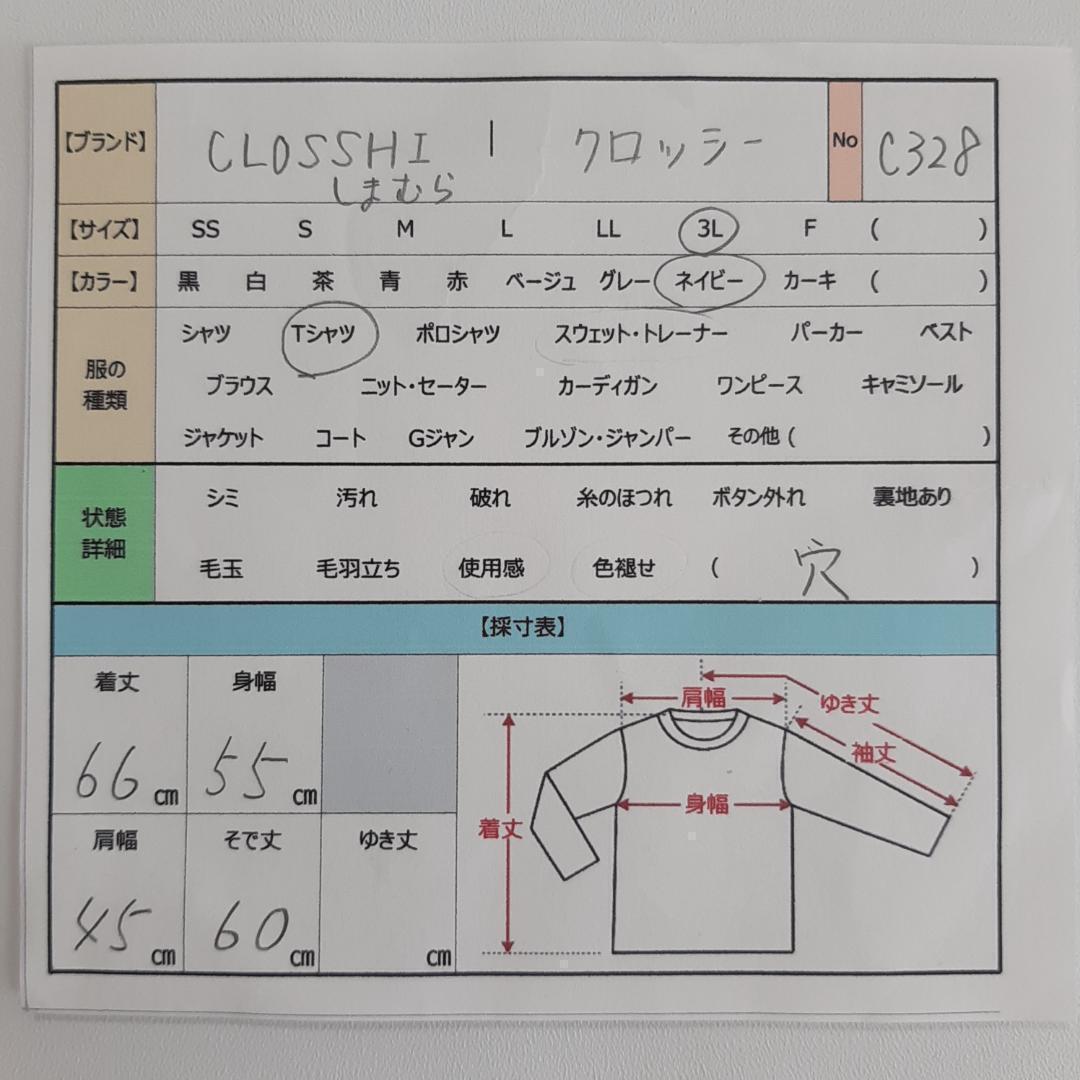 【ブランド】 CLOSSHI | クロッシー No C328
しまむら
【サイズ】 SS S M L LL 3L F ( )
【カラー】 黒 白 茶 青 赤 ベージュ グレー ネイビー カーキ ( )
服の種類
シャツ Tシャツ ポロシャツ スウェット・トレーナー パーカー ベスト
ブラウス ニット・セーター カーディガン ワンピース キャミソール
ジャケット コート Gジャン ブルゾン・ジャンパー その他 ( )
状態詳細
シミ 汚れ 破れ 糸のほつれ ボタン外れ 裏地あり
毛玉 毛羽立ち 使用感 色褪せ ( 穴 )
【採寸表】
着丈 身幅
66 cm 55 cm
肩幅 そで丈 ゆき丈
45 cm 60 cm cm
肩幅
ゆき丈
袖丈
身幅
着丈